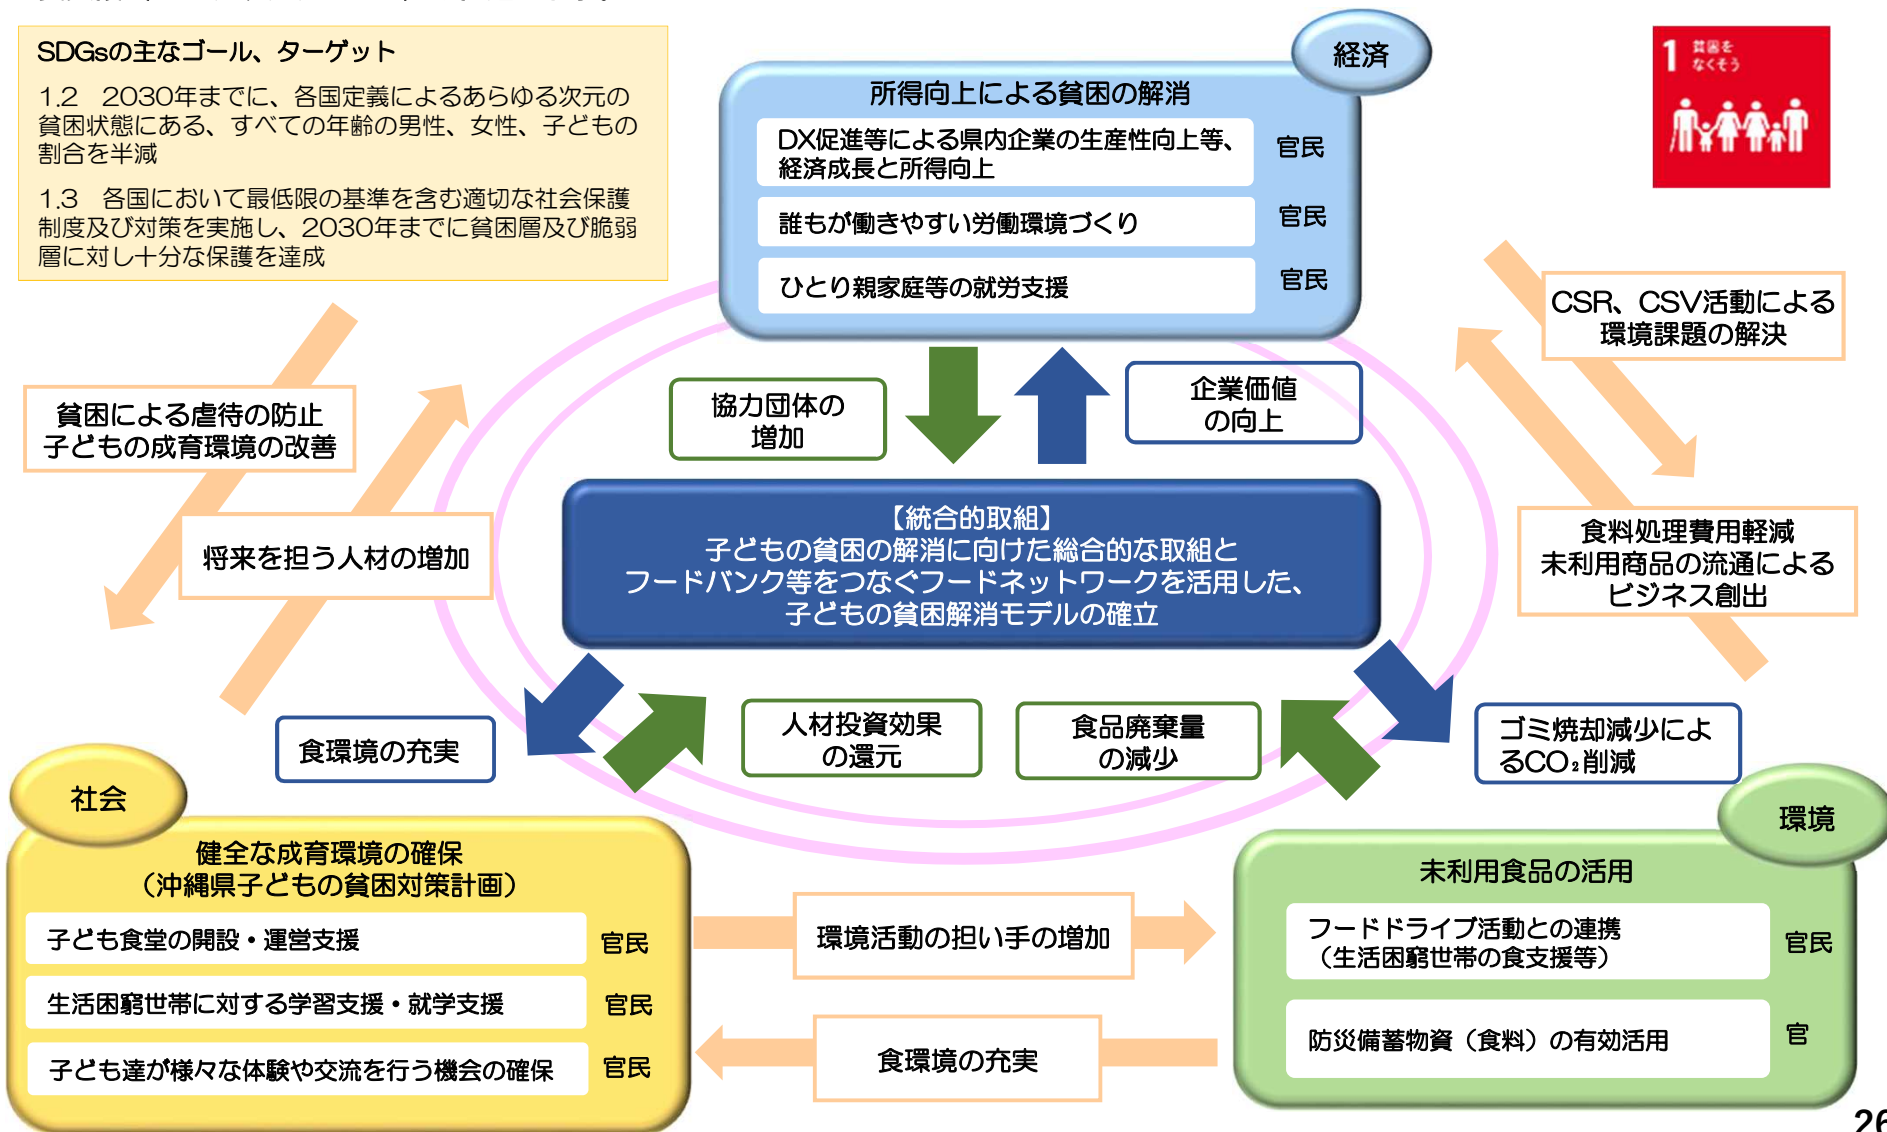 SDGsの主なゴール、ターゲット
1.2　2030年までに、各国定義によるあらゆる次元の
貧困状態にある、すべての年齢の男性、女性、子どもの
割合を半減
1.3　各国において最低限の基準を含む適切な社会保護
制度及び対策を実施し、2030年までに貧困層及び脆弱
層に対し十分な保護を達成
経済
所得向上による貧困の解消
DX促進等による県内企業の生産性向上等、
経済成長と所得向上
官民
誰もが働きやすい労働環境づくり
官民
ひとり親家庭等の就労支援
官民
1 貧困を
なくそう
CSR、CSV活動による
環境課題の解決
貧困による虐待の防止
子どもの成育環境の改善
協力団体の
増加
企業価値
の向上
将来を担う人材の増加
【統合的取組】
子どもの貧困の解消に向けた総合的な取組と
フードバンク等をつなぐフードネットワークを活用した、
子どもの貧困解消モデルの確立
食料処理費用軽減
未利用商品の流通による
ビジネス創出
食環境の充実
人材投資効果
の還元
食品廃棄量
の減少
ゴミ焼却減少によ
るCO₂削減
社会
健全な成育環境の確保
（沖縄県子どもの貧困対策計画）
子ども食堂の開設・運営支援
官民
生活困窮世帯に対する学習支援・就学支援
官民
子ども達が様々な体験や交流を行う機会の確保
官民
環境活動の担い手の増加
食環境の充実
環境
未利用食品の活用
フードドライブ活動との連携
（生活困窮世帯の食支援等）
官民
防災備蓄物資（食料）の有効活用
官
26